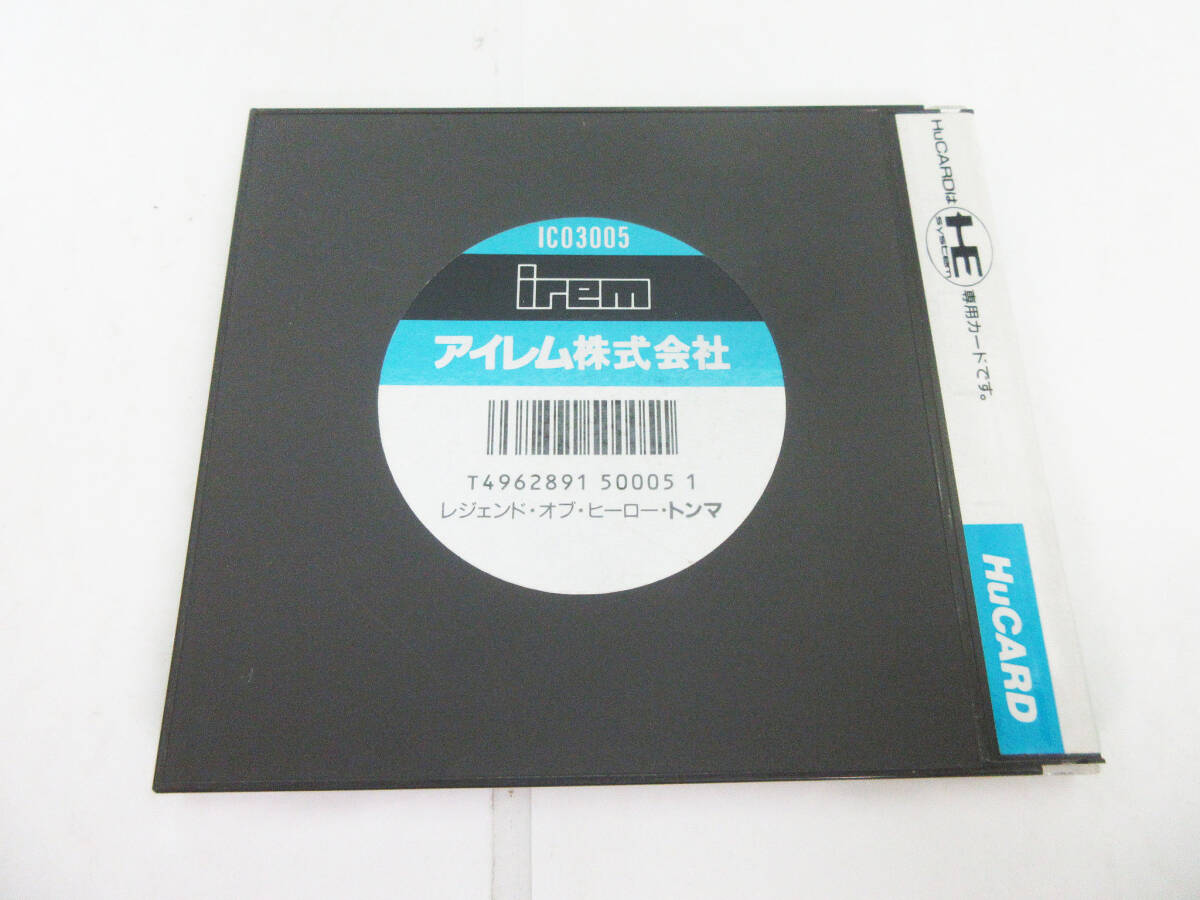 IC03005
irem
アイレム株式会社
T4962891 50005 1
レジェンド・オブ・ヒーロー・トンマ
HuCARDは HE system 専用カードです。
HuCARD